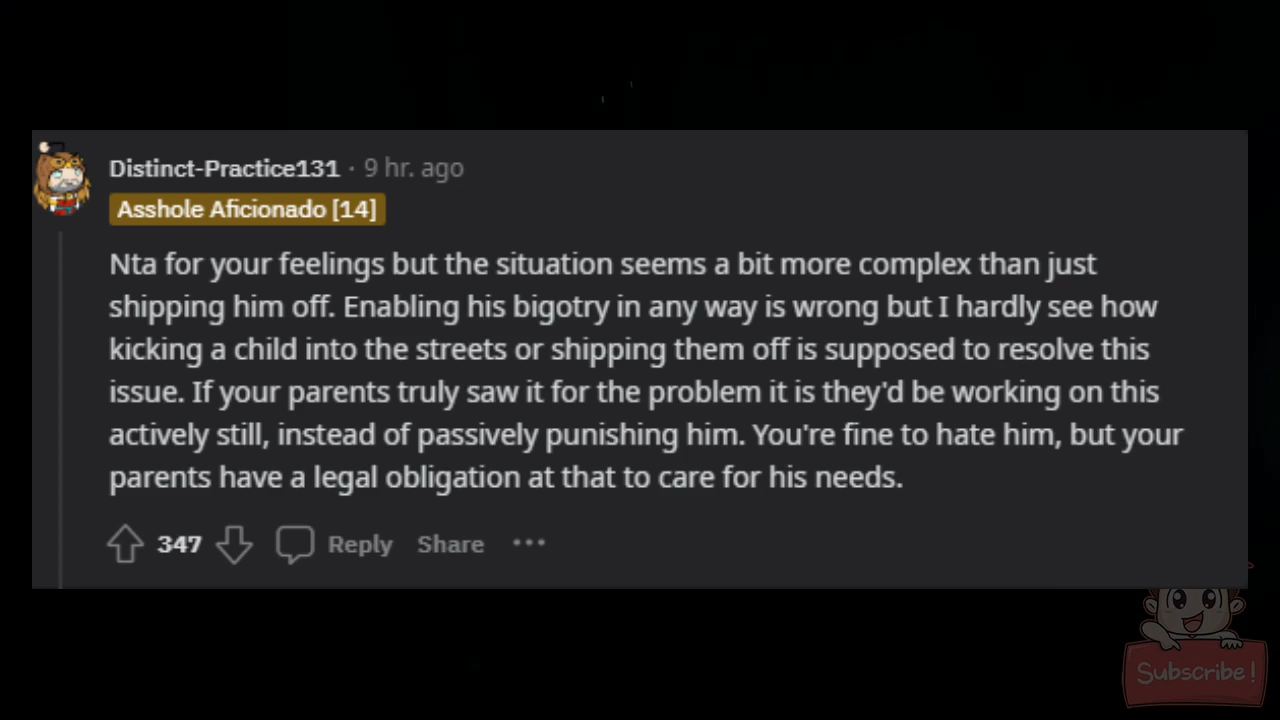 Distinct-Practice131 · 9 hr. ago
Asshole Aficionado [14]
Nta for your feelings but the situation seems a bit more complex than just
shipping him off. Enabling his bigotry in any way is wrong but I hardly see how
kicking a child into the streets or shipping them off is supposed to resolve this
issue. If your parents truly saw it for the problem it is they'd be working on this
actively still, instead of passively punishing him. You're fine to hate him, but your
parents have a legal obligation at that to care for his needs.
347 Reply Share ···
Subscribe!